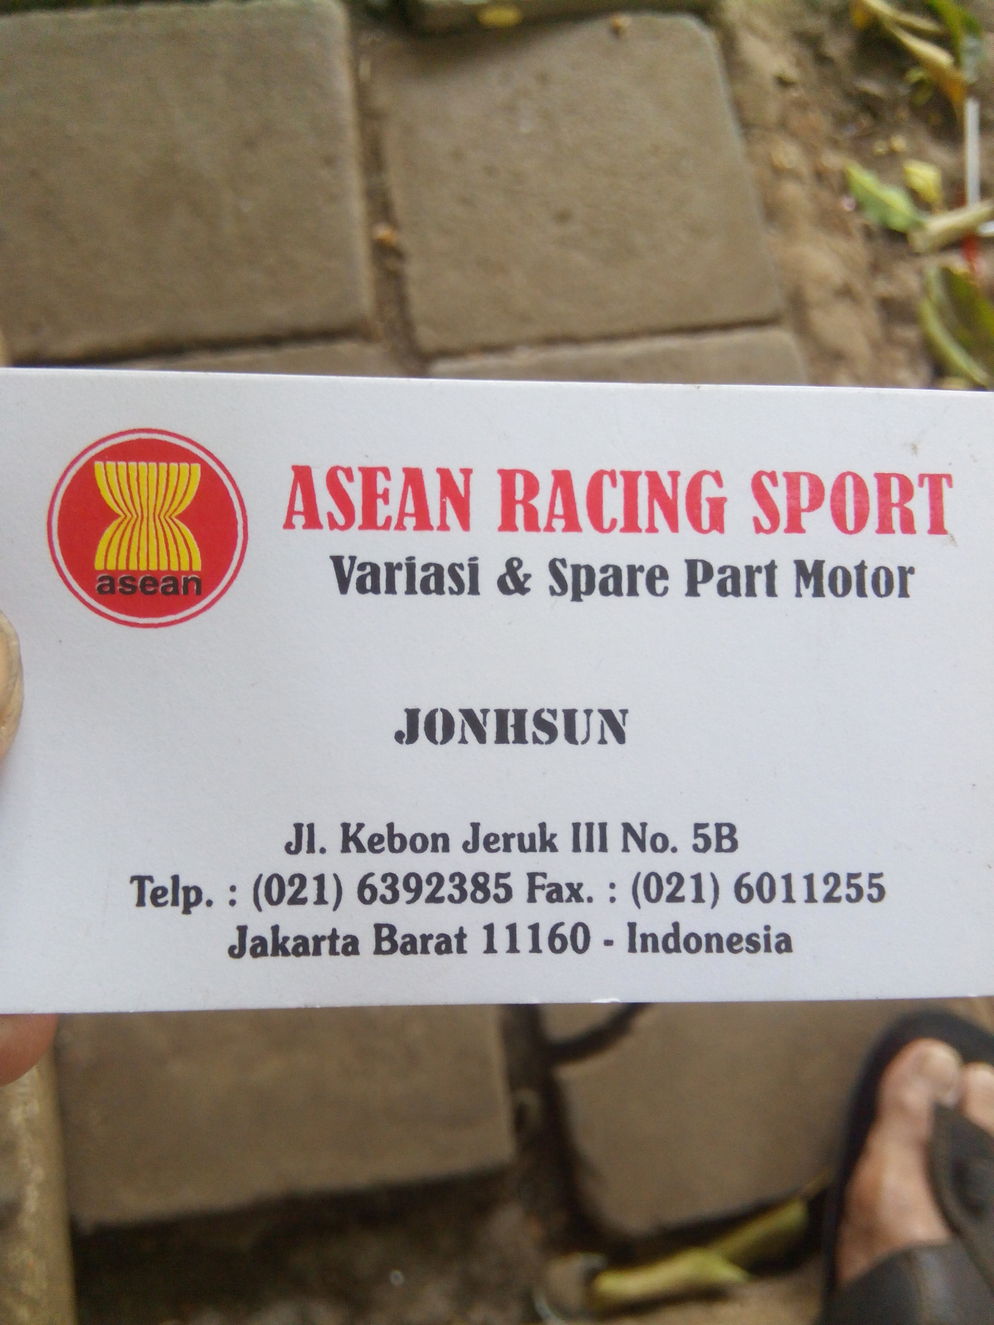 asean
ASEAN RACING SPORT
Variasi & Spare Part Motor
JONHSUN
Jl. Kebon Jeruk III No. 5B
Telp. : (021) 6392385 Fax. : (021) 6011255
Jakarta Barat 11160 - Indonesia